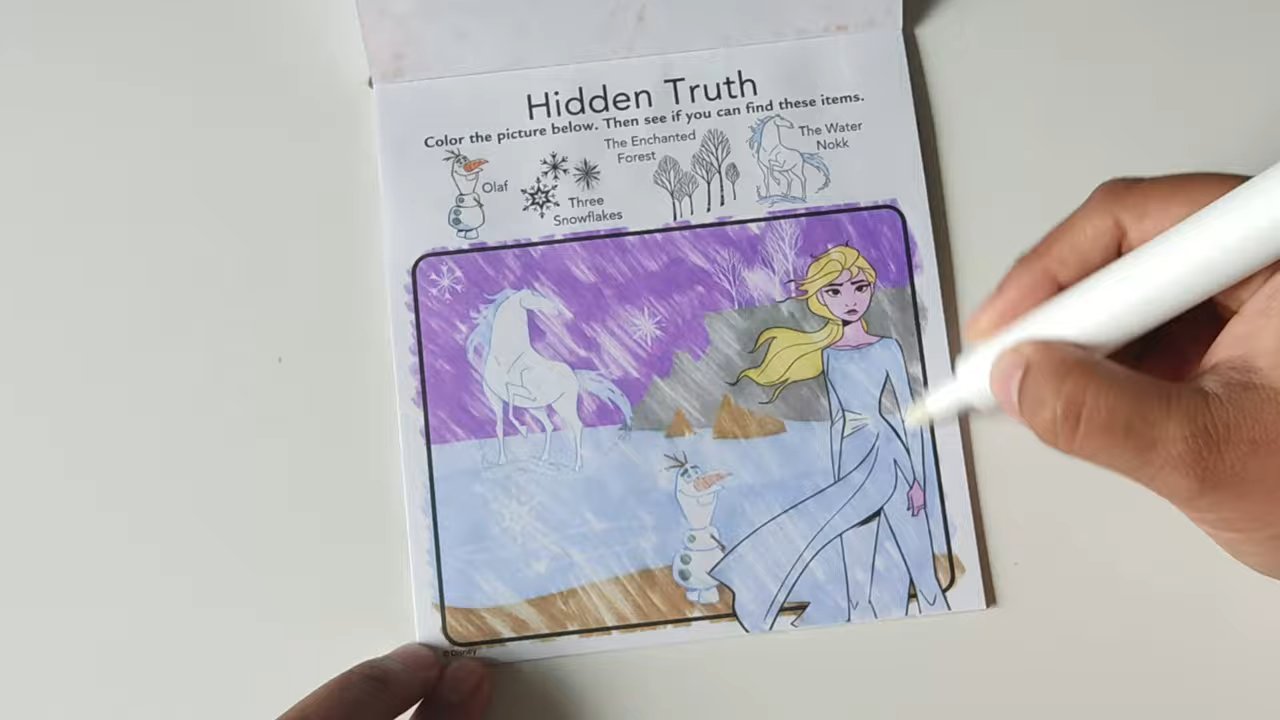 Hidden Truth
Color the picture below. Then see if you can find these items.
Olaf
Three
Snowflakes
The Enchanted
Forest
The Water
Nokk
© Disney